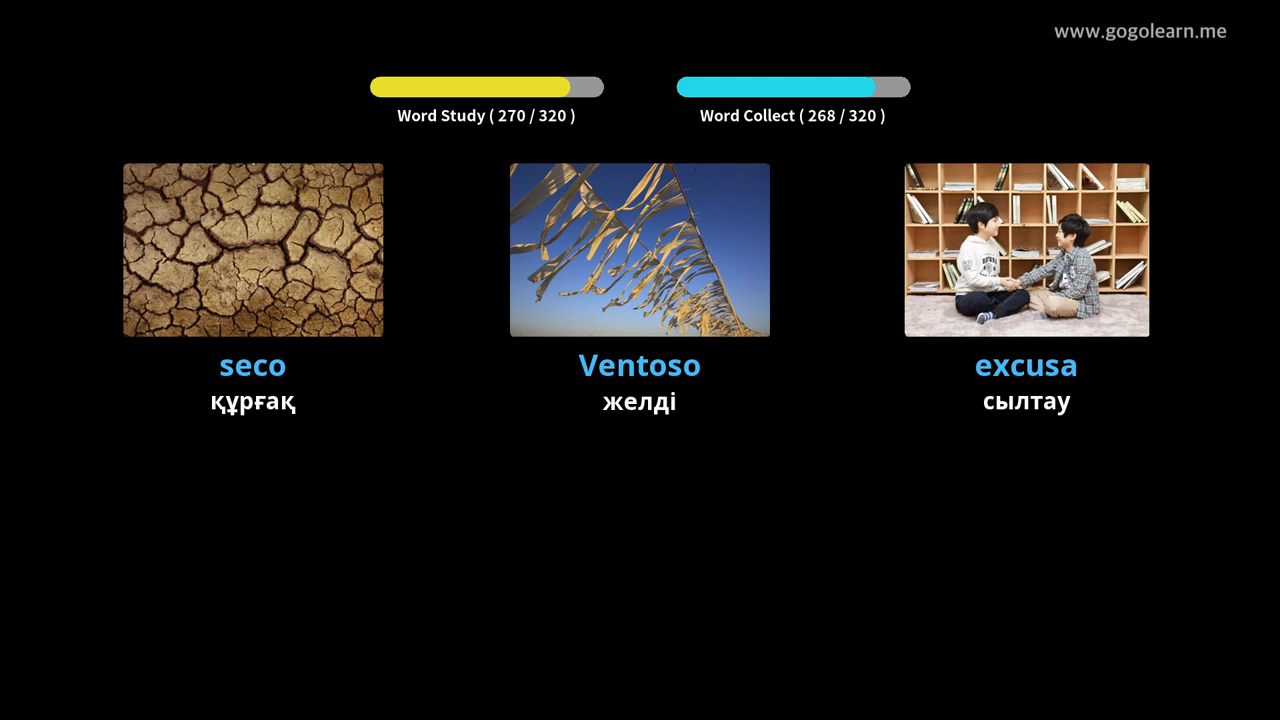 www.gogolearn.me
Word Study ( 270 / 320 )
Word Collect ( 268 / 320 )
seco
құрғақ
Ventoso
желді
excusa
сылтау